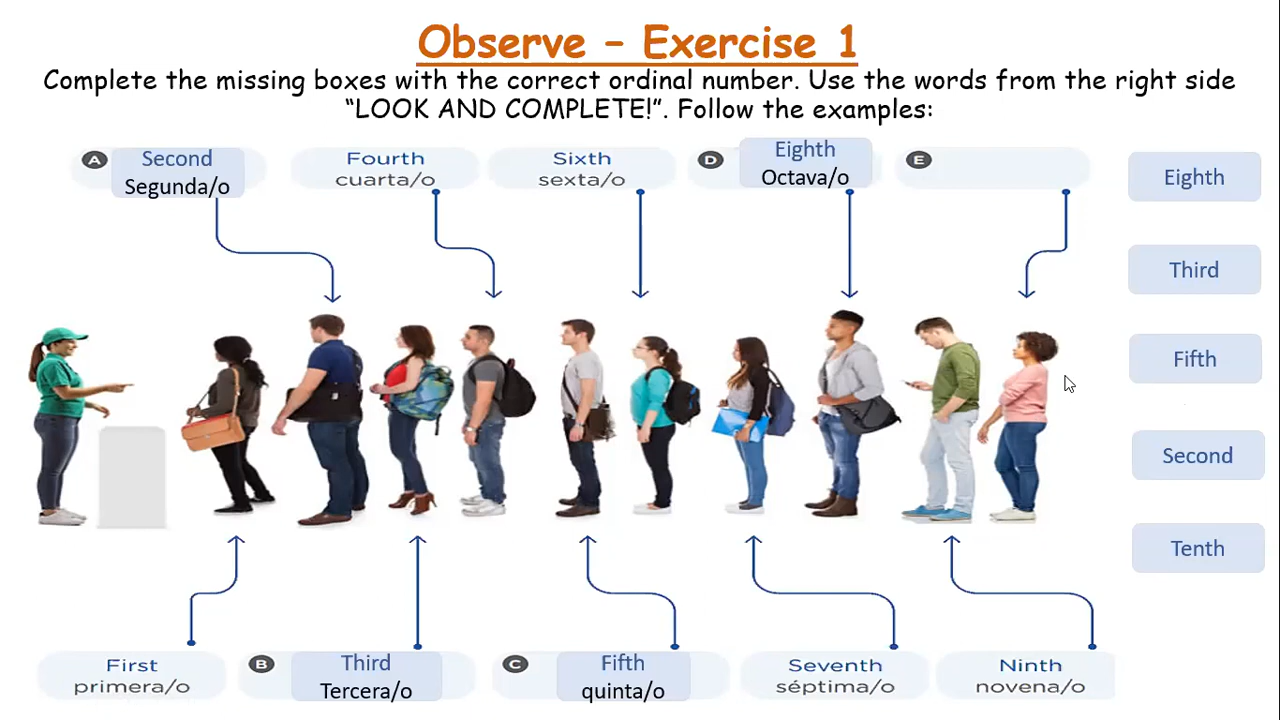 Observe – Exercise 1
Complete the missing boxes with the correct ordinal number. Use the words from the right side
“LOOK AND COMPLETE!”. Follow the examples:
A
Second
Segunda/o
Fourth
cuarta/o
Sixth
sexta/o
D
Eighth
Octava/o
E
Eighth
Third
Fifth
Second
Tenth
First
primera/o
B
Third
Tercera/o
C
Fifth
quinta/o
Seventh
séptima/o
Ninth
novena/o